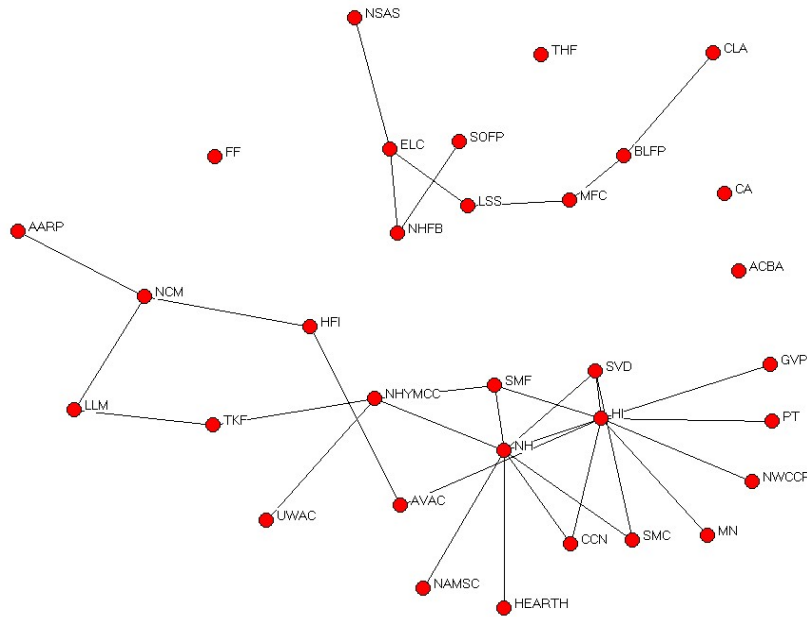 NSAS
THF
CLA
ELC
SOFP
FF
BLFP
CA
LSS
MFC
NHFB
AARP
ACBA
NCM
HFI
SVD
GVP
SMF
NHYMCC
LLM
HI
PT
TKF
NH
NWCCP
AVAC
UWAC
MN
CCN
SMC
NAMSC
HEARTH